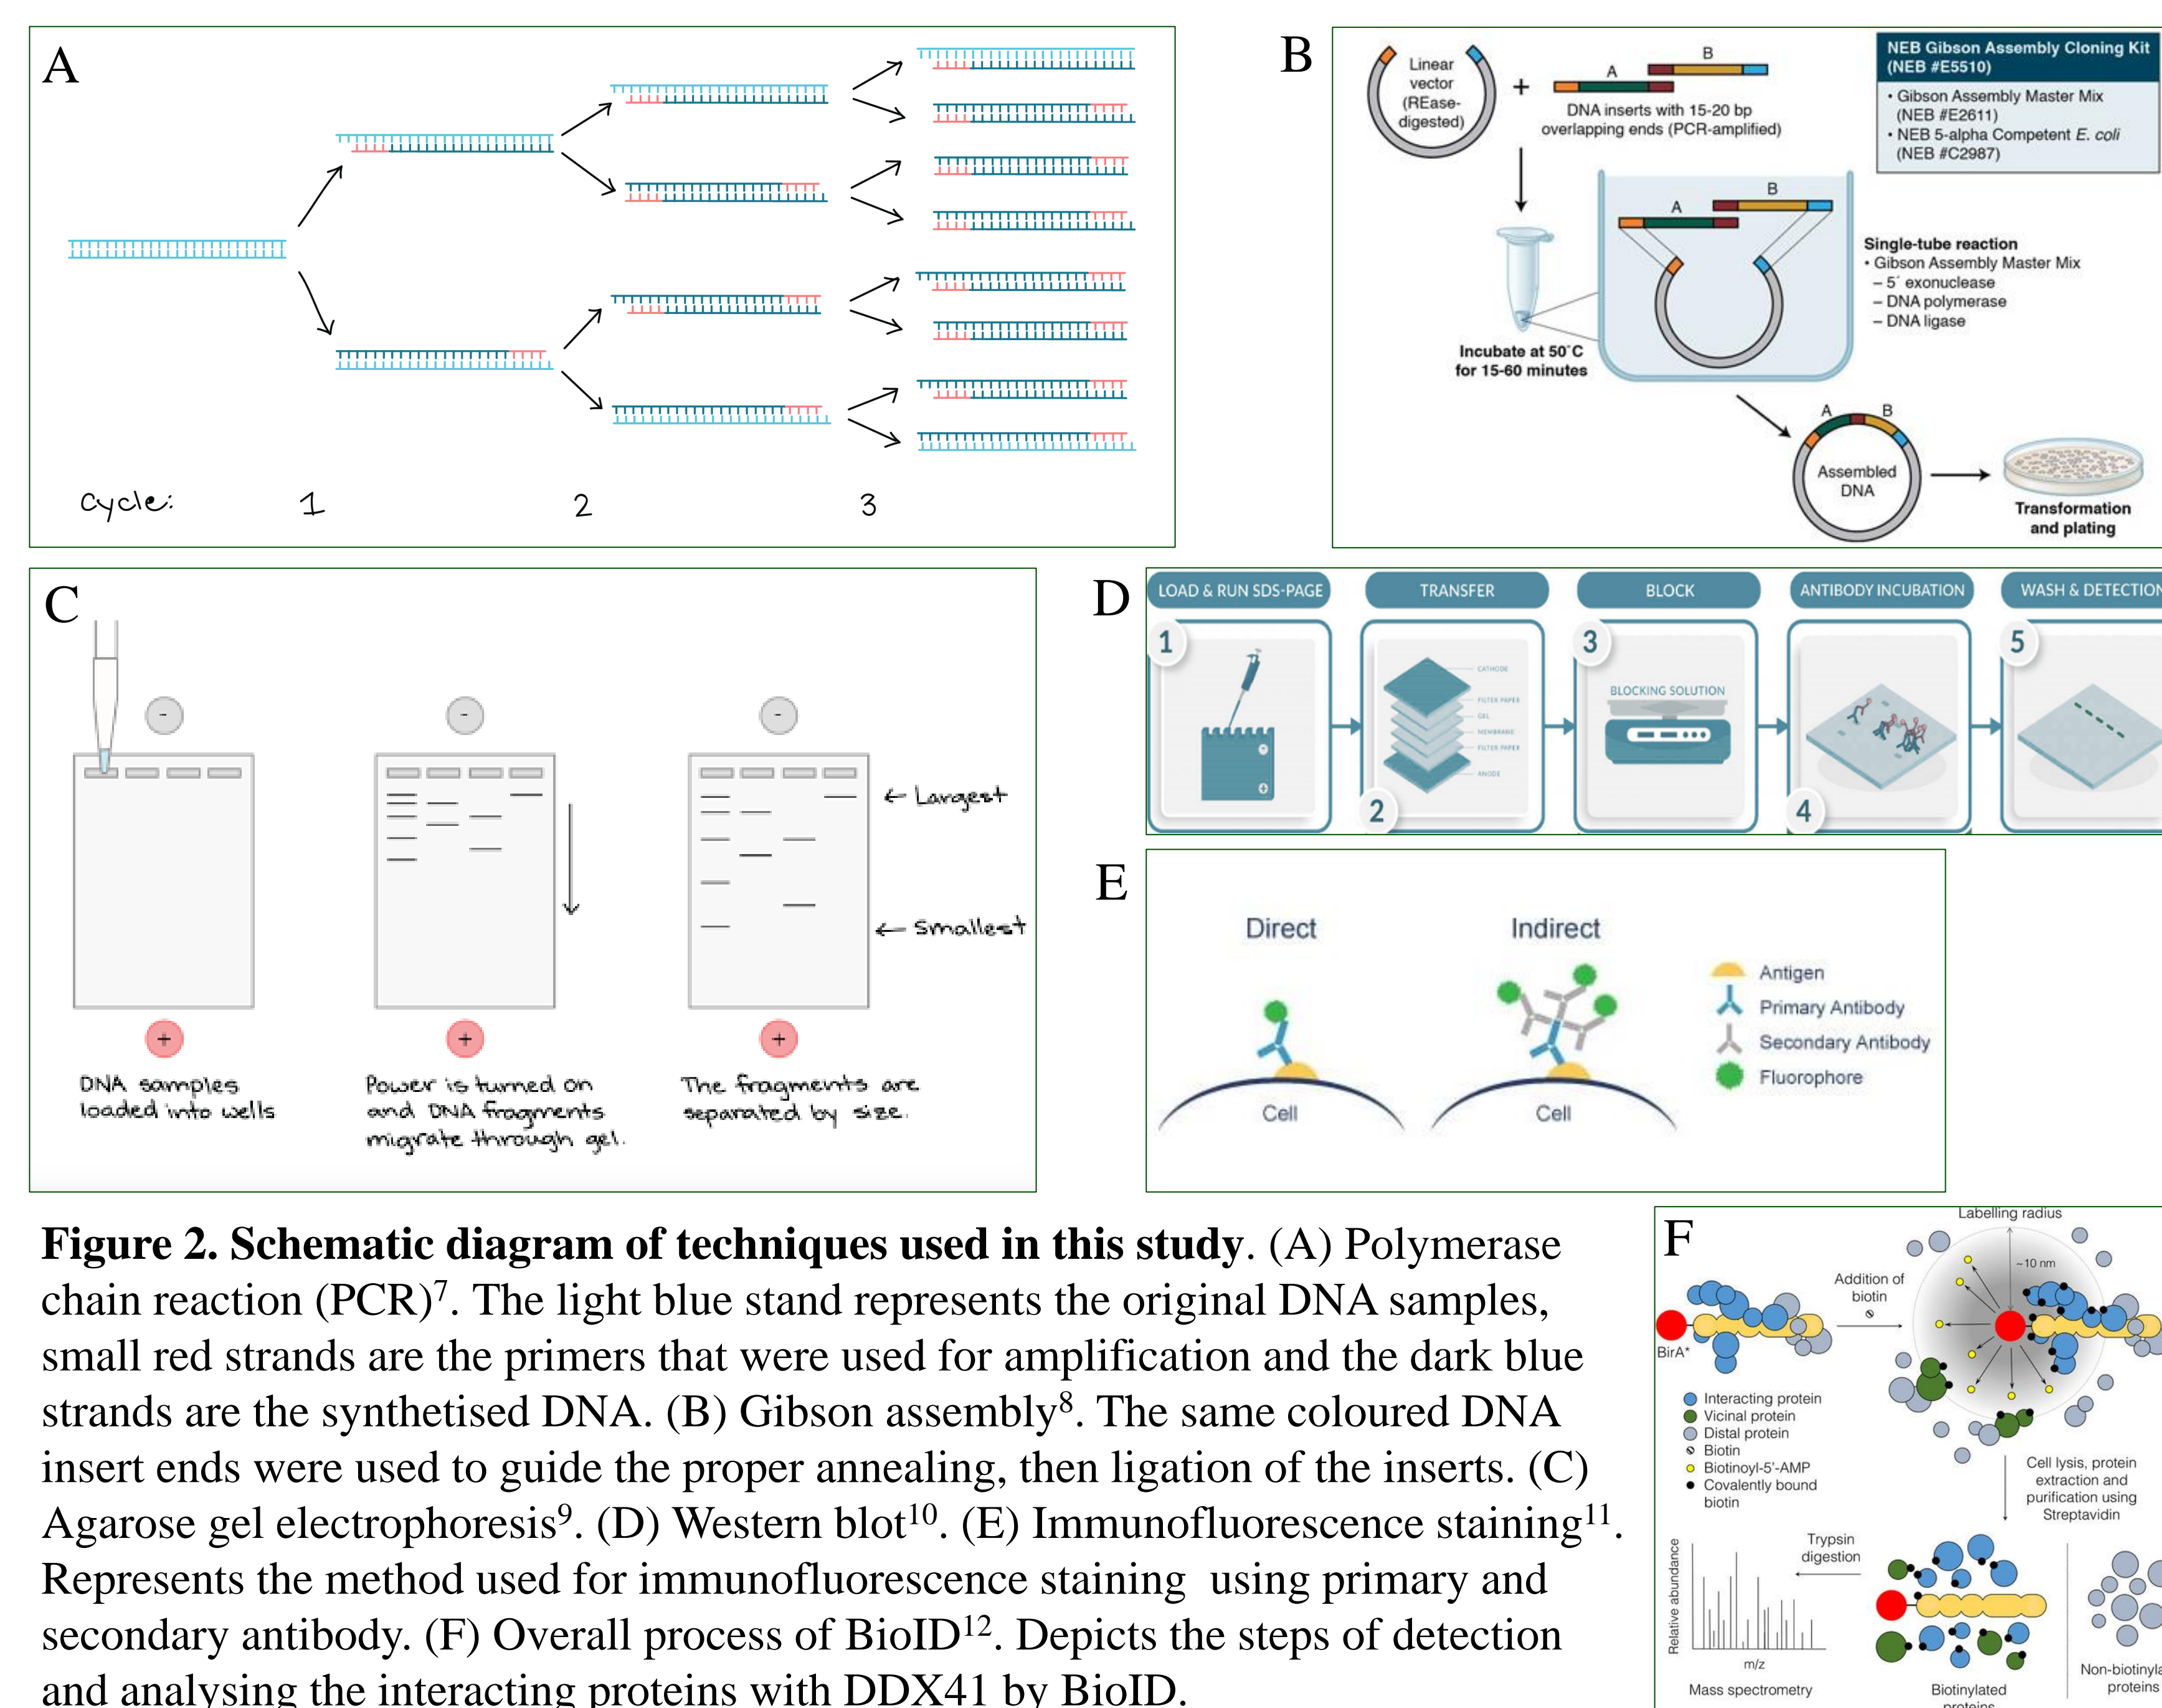 A
Cycle:
1
2
3
B
Linear
vector
(REase-
digested)
+
A
B
DNA inserts with 15-20 bp
overlapping ends (PCR-amplified)
NEB Gibson Assembly Cloning Kit
(NEB #E5510)
• Gibson Assembly Master Mix
(NEB #E2611)
• NEB 5-alpha Competent E. coli
(NEB #C2987)
A
B
Incubate at 50˚C
for 15-60 minutes
Single-tube reaction
• Gibson Assembly Master Mix
– 5´ exonuclease
– DNA polymerase
– DNA ligase
A
B
Assembled
DNA
Transformation
and plating
C
-
-
-
← Largest
← Smallest
+
+
+
DNA samples
loaded into wells
Power is turned on
and DNA fragments
migrate through gel.
The fragments are
separated by size.
D
LOAD & RUN SDS-PAGE
TRANSFER
BLOCK
ANTIBODY INCUBATION
WASH & DETECTION
1
-
+
2
CATHODE
FILTER PAPER
GEL
MEMBRANE
FILTER PAPER
ANODE
3
BLOCKING SOLUTION
4
5
E
Direct
Indirect
Cell
Cell
Antigen
Primary Antibody
Secondary Antibody
Fluorophore
Figure 2. Schematic diagram of techniques used in this study. (A) Polymerase
chain reaction (PCR)⁷. The light blue stand represents the original DNA samples,
small red strands are the primers that were used for amplification and the dark blue
strands are the synthetised DNA. (B) Gibson assembly⁸. The same coloured DNA
insert ends were used to guide the proper annealing, then ligation of the inserts. (C)
Agarose gel electrophoresis⁹. (D) Western blot¹⁰. (E) Immunofluorescence staining¹¹.
Represents the method used for immunofluorescence staining using primary and
secondary antibody. (F) Overall process of BioID¹². Depicts the steps of detection
and analysing the interacting proteins with DDX41 by BioID.
F
Labelling radius
~10 nm
Addition of
biotin
BirA*
Interacting protein
Vicinal protein
Distal protein
Biotin
Biotinoyl-5'-AMP
Covalently bound
biotin
Cell lysis, protein
extraction and
purification using
Streptavidin
Trypsin
digestion
Relative abundance
m/z
Mass spectrometry
Biotinylated
proteins
Non-biotinyla
proteins